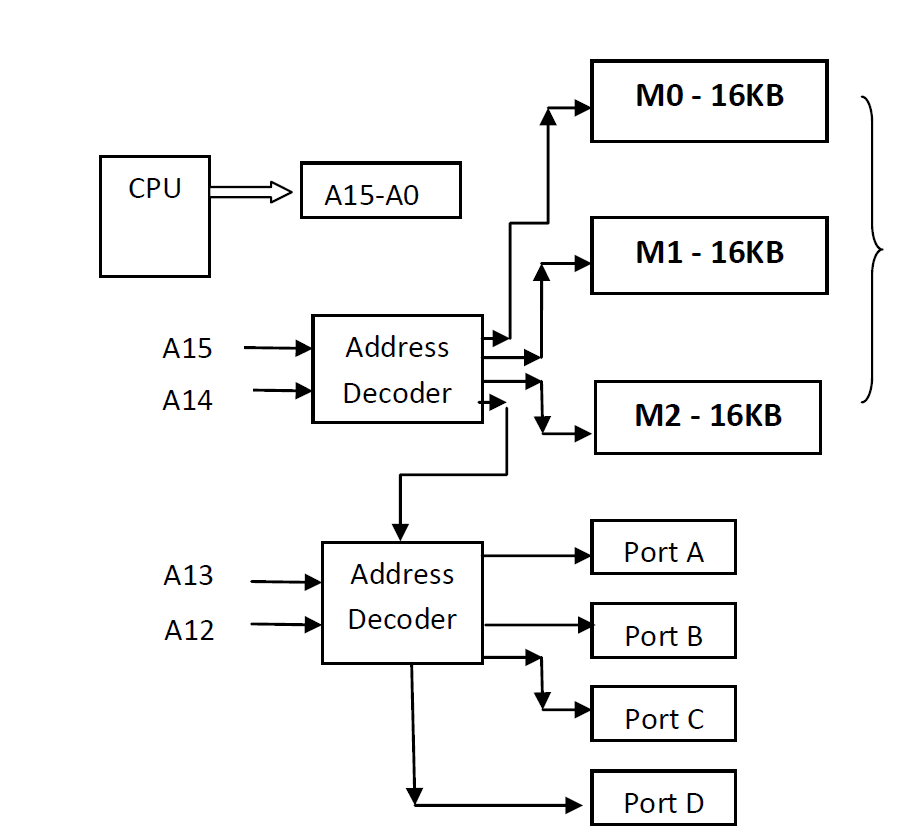 M0 - 16KB
CPU
A15-A0
M1 - 16KB
A15
Address
Decoder
A14
M2 - 16KB
A13
Address
Decoder
A12
Port A
Port B
Port C
Port D